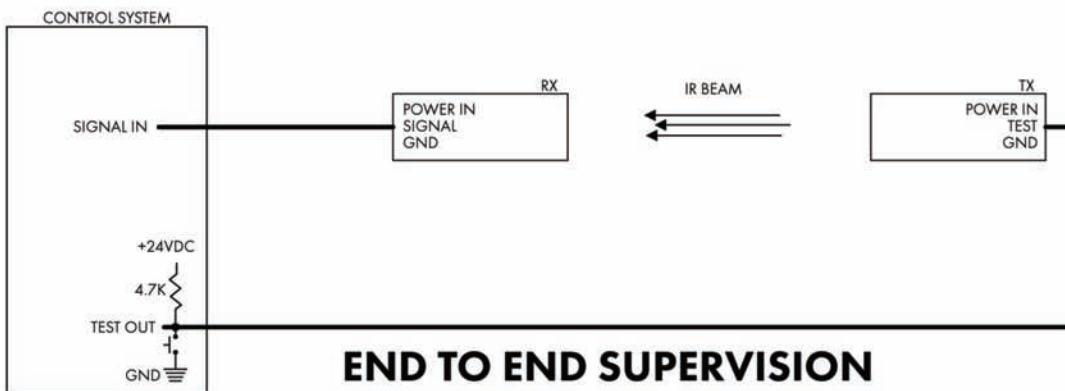 CONTROL SYSTEM
RX
IR BEAM
TX
POWER IN
SIGNAL
GND
POWER IN
TEST
GND
SIGNAL IN
+24VDC
4.7K
TEST OUT
GND
END TO END SUPERVISION